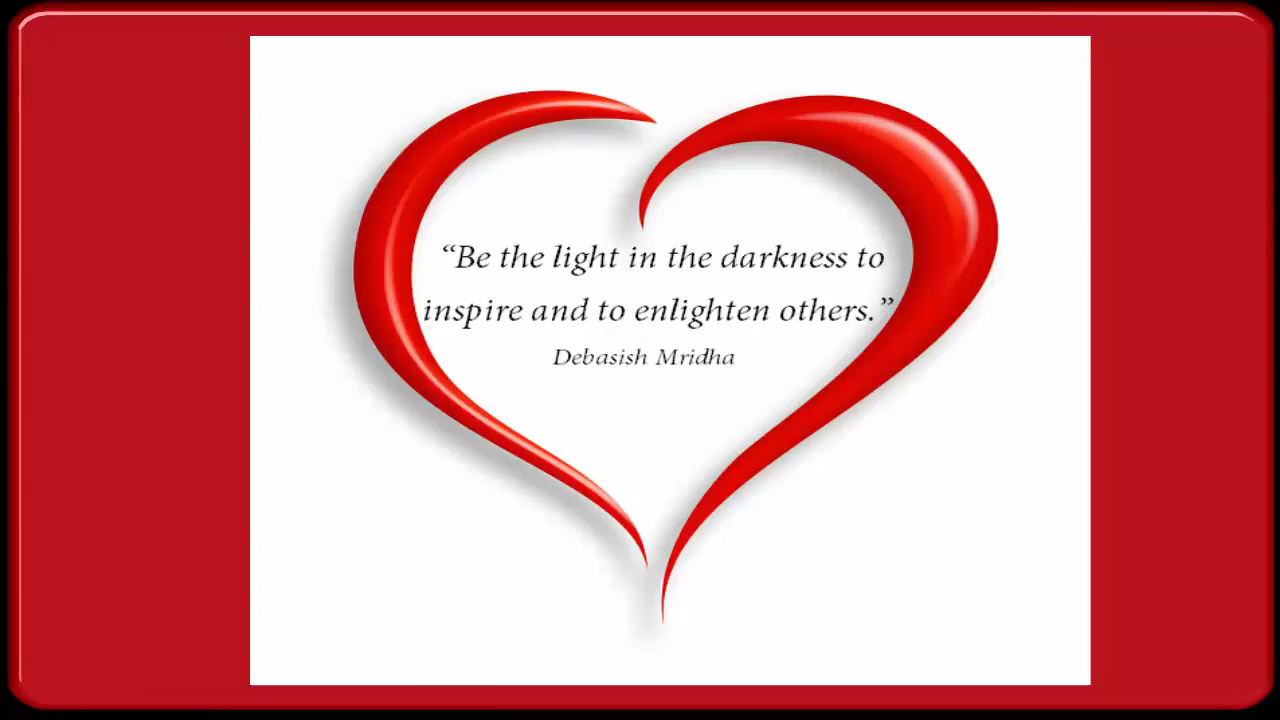 “Be the light in the darkness to
inspire and to enlighten others.”
Debasish Mridha